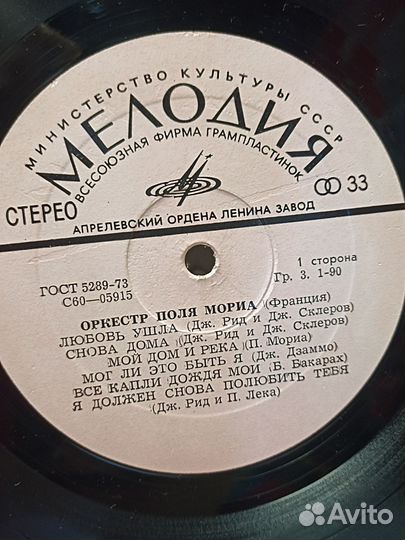 МИНИСТЕРСТВО КУЛЬТУРЫ СССР
МЕЛОДИЯ
ВСЕСОЮЗНАЯ ФИРМА ГРАМПЛАСТИНОК
СТЕРЕО
33
АПРЕЛЕВСКИЙ ОРДЕНА ЛЕНИНА ЗАВОД
ГОСТ 5289-73
С60—05915
1 сторона
Гр. 3. 1-90
ОРКЕСТР ПОЛЯ МОРИА (Франция)
ЛЮБОВЬ УШЛА (Дж. Рид и Дж. Склеров)
СНОВА ДОМА (Дж. Рид и Дж. Склеров)
МОЙ ДОМ И РЕКА (П. Мориа)
МОГ ЛИ ЭТО БЫТЬ Я (Дж. Дзаммо)
ВСЕ КАПЛИ ДОЖДЯ МОИ (Б. Бакарах)
Я ДОЛЖЕН СНОВА ПОЛЮБИТЬ ТЕБЯ
(Дж. Рид и П. Лека)
Avito